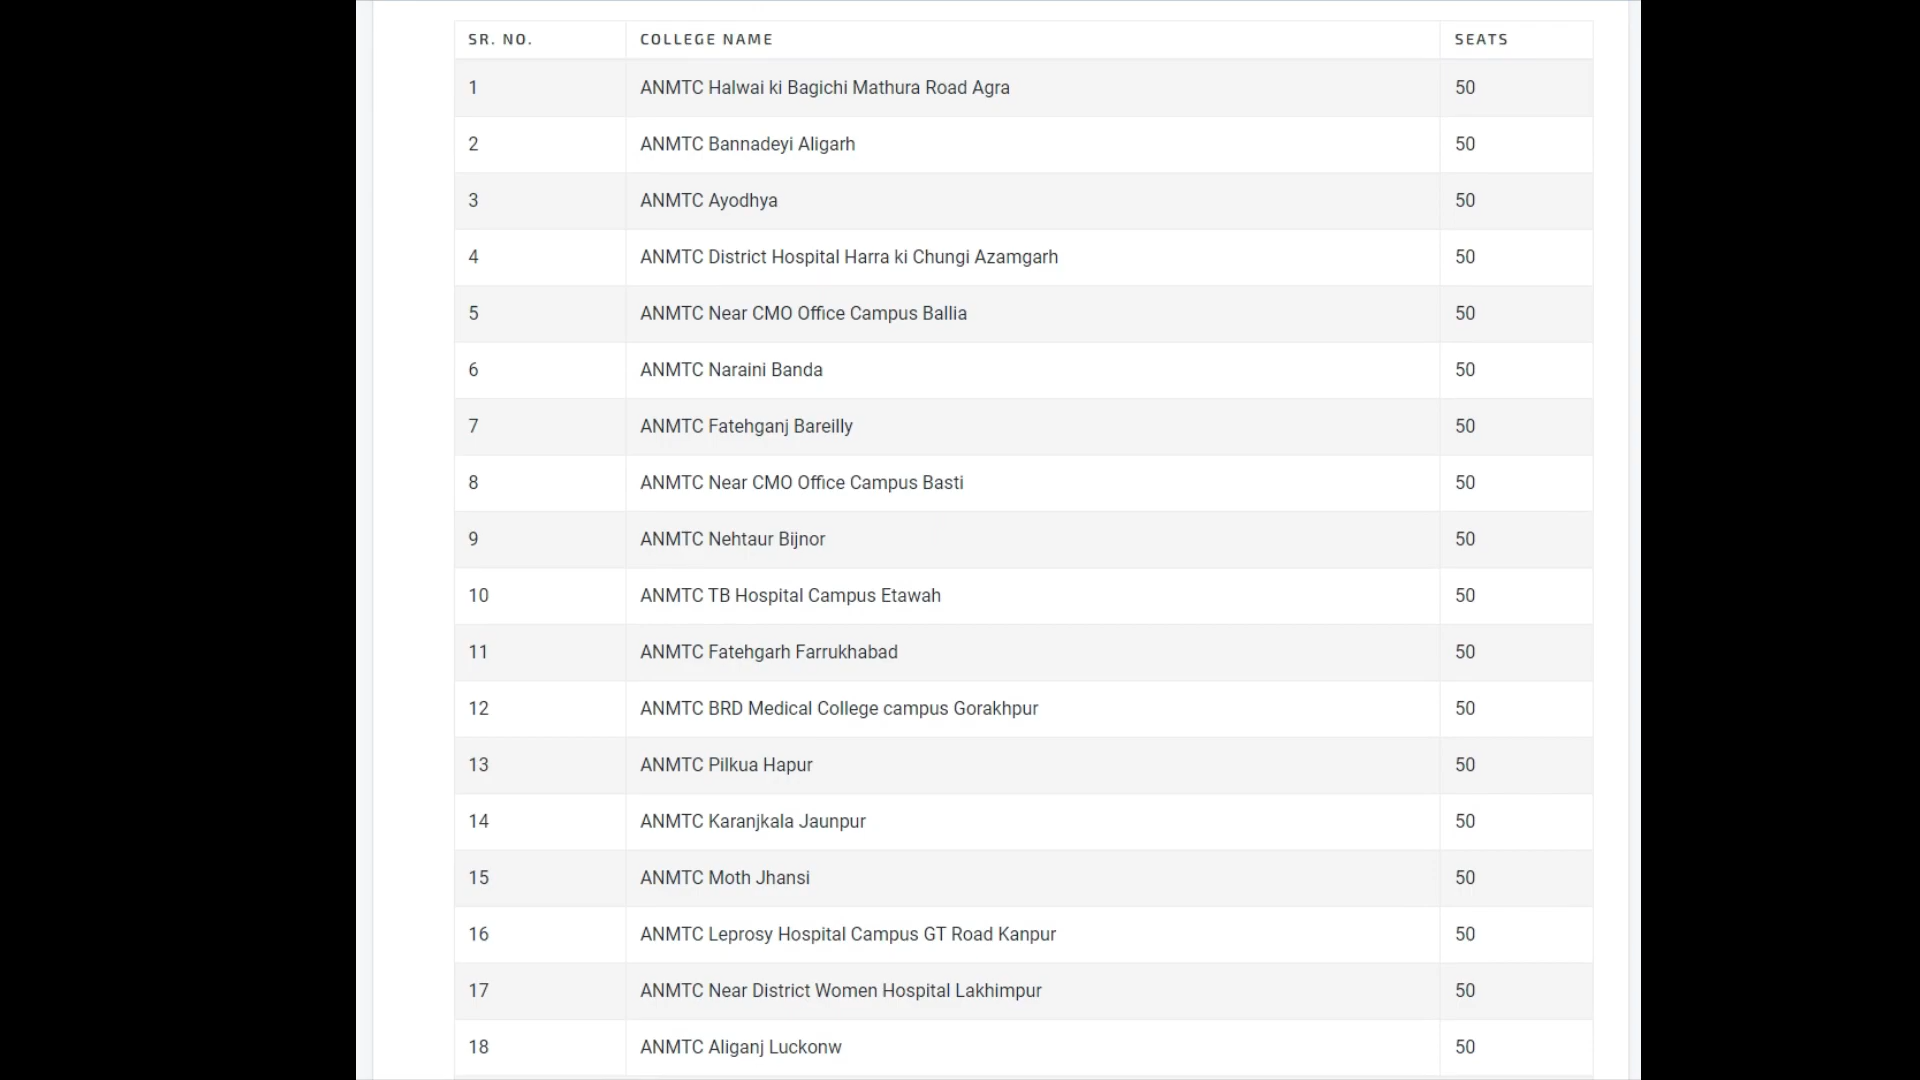 SR. NO. COLLEGE NAME SEATS
1 ANMTC Halwai ki Bagichi Mathura Road Agra 50
2 ANMTC Bannadeyi Aligarh 50
3 ANMTC Ayodhya 50
4 ANMTC District Hospital Harra ki Chungi Azamgarh 50
5 ANMTC Near CMO Office Campus Ballia 50
6 ANMTC Naraini Banda 50
7 ANMTC Fatehganj Bareilly 50
8 ANMTC Near CMO Office Campus Basti 50
9 ANMTC Nehtaur Bijnor 50
10 ANMTC TB Hospital Campus Etawah 50
11 ANMTC Fatehgarh Farrukhabad 50
12 ANMTC BRD Medical College campus Gorakhpur 50
13 ANMTC Pilkua Hapur 50
14 ANMTC Karanjkala Jaunpur 50
15 ANMTC Moth Jhansi 50
16 ANMTC Leprosy Hospital Campus GT Road Kanpur 50
17 ANMTC Near District Women Hospital Lakhimpur 50
18 ANMTC Aliganj Luckonw 50